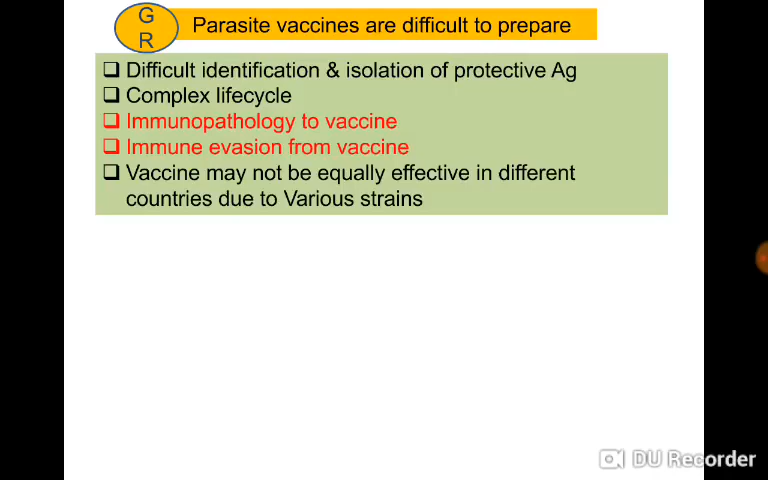 G
R
Parasite vaccines are difficult to prepare
❑ Difficult identification & isolation of protective Ag
❑ Complex lifecycle
❑ Immunopathology to vaccine
❑ Immune evasion from vaccine
❑ Vaccine may not be equally effective in different
countries due to Various strains
DU Recorder